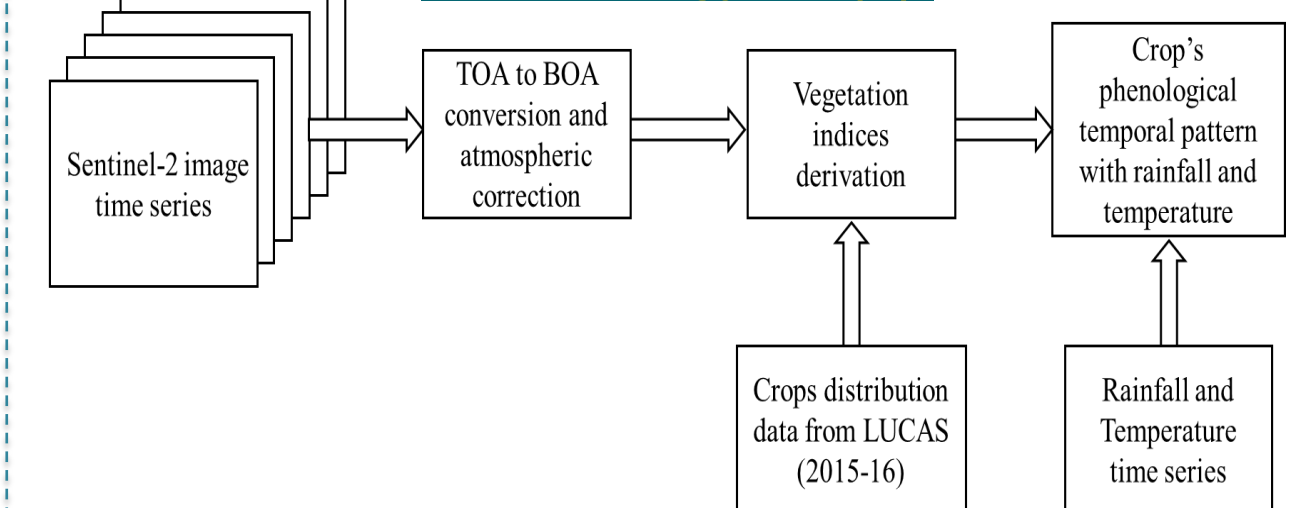 Sentinel-2 image
time series
TOA to BOA
conversion and
atmospheric
correction
Vegetation
indices
derivation
Crop’s
phenological
temporal pattern
with rainfall and
temperature
Crops distribution
data from LUCAS
(2015-16)
Rainfall and
Temperature
time series